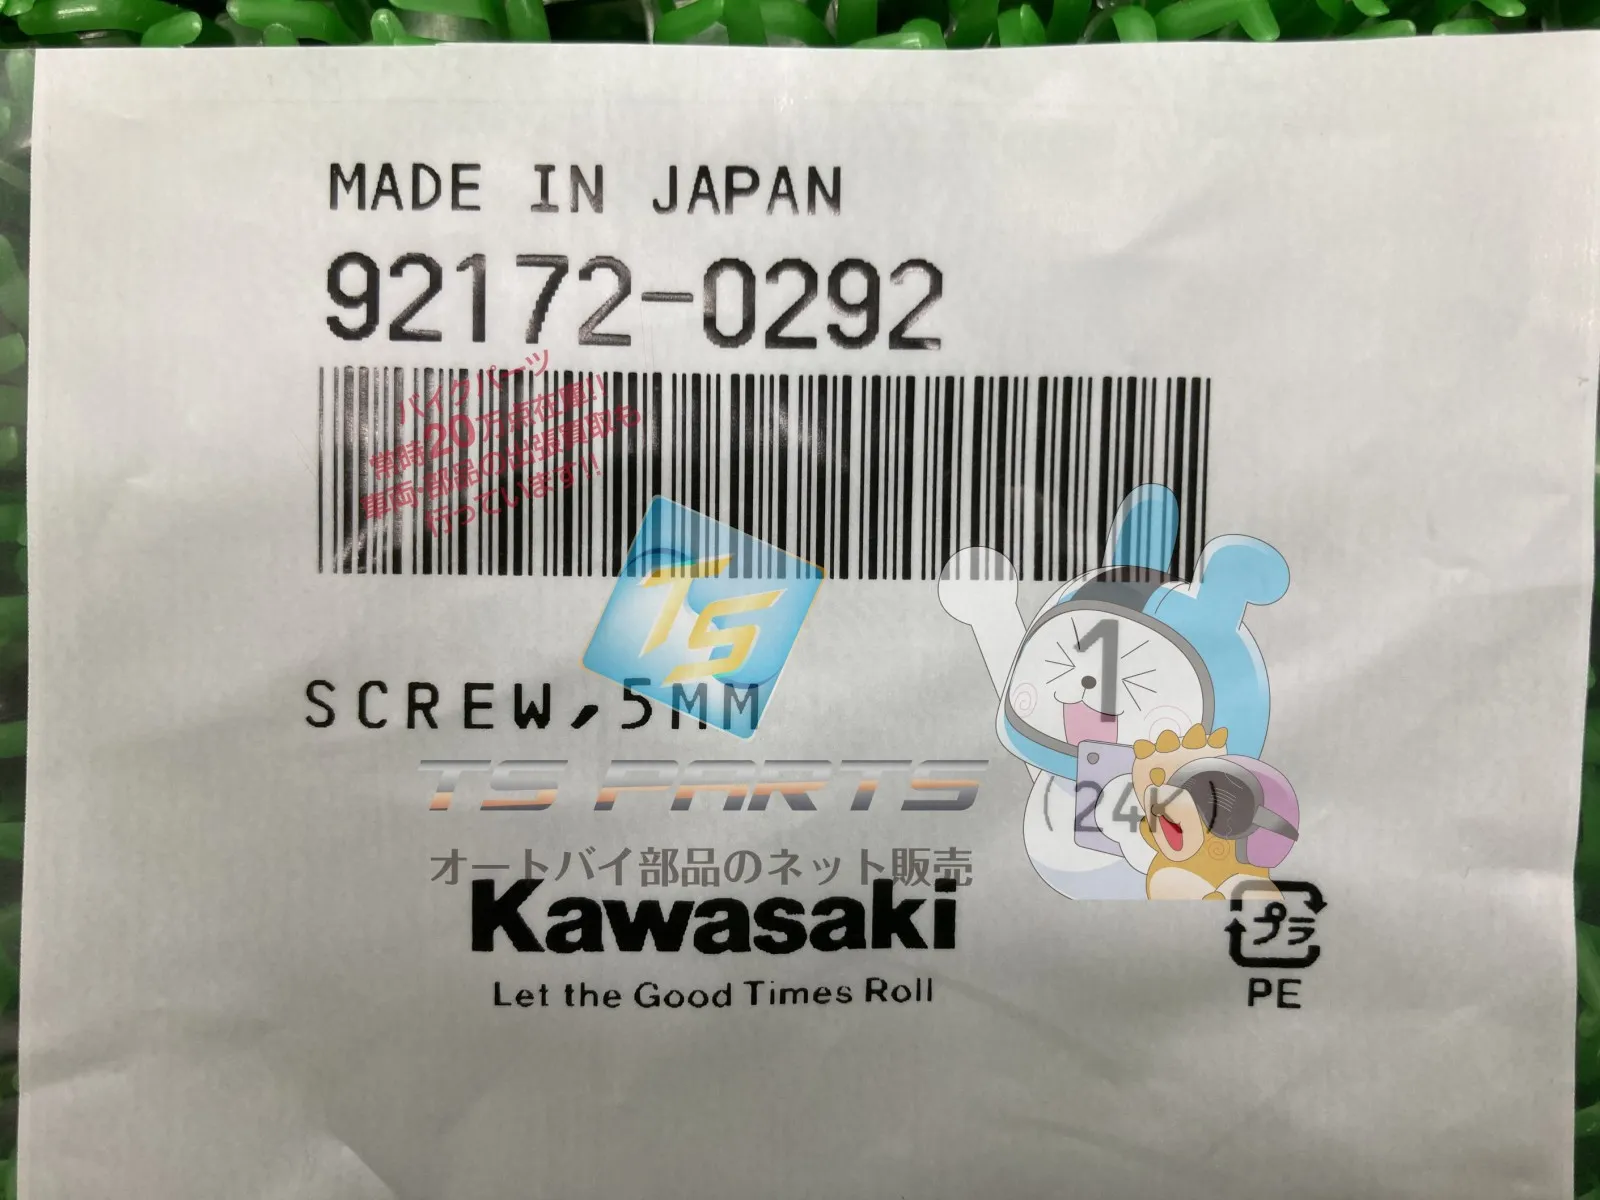 MADE IN JAPAN
92172-0292
バイクパーツ
常時20万点在庫!!
車両・部品の出張買取も
行っています!!
TS
1
SCREW,5MM
TS PARTS
(24K)
オートバイ部品のネット販売
Kawasaki
プラ
Let the Good Times Roll
PE